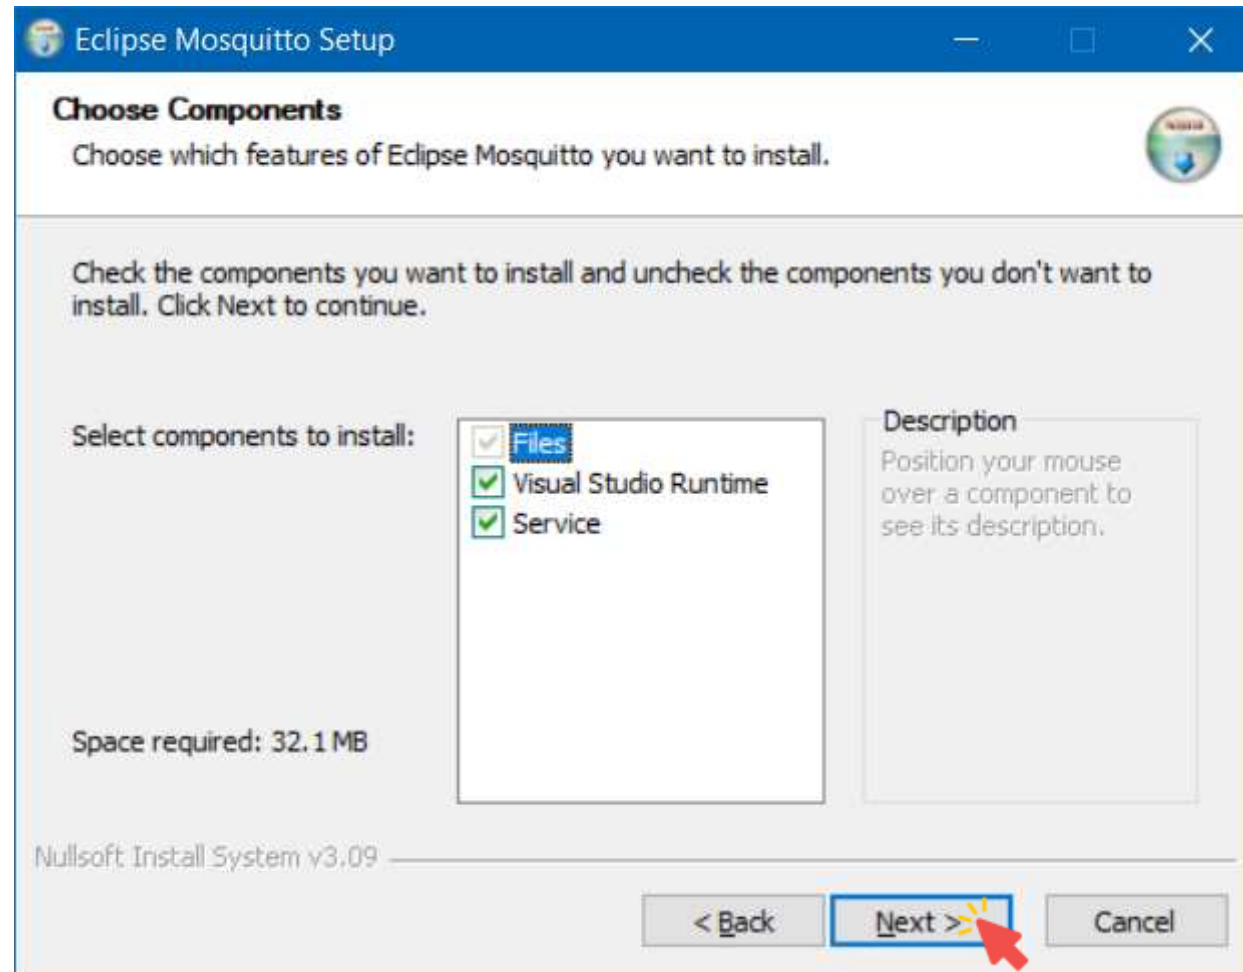 Eclipse Mosquitto Setup
Choose Components
Choose which features of Eclipse Mosquitto you want to install.
Check the components you want to install and uncheck the components you don't want to
install. Click Next to continue.
Select components to install:
Files
Visual Studio Runtime
Service
Description
Position your mouse
over a component to
see its description.
Space required: 32.1 MB
Nullsoft Install System v3.09
< Back
Next >
Cancel